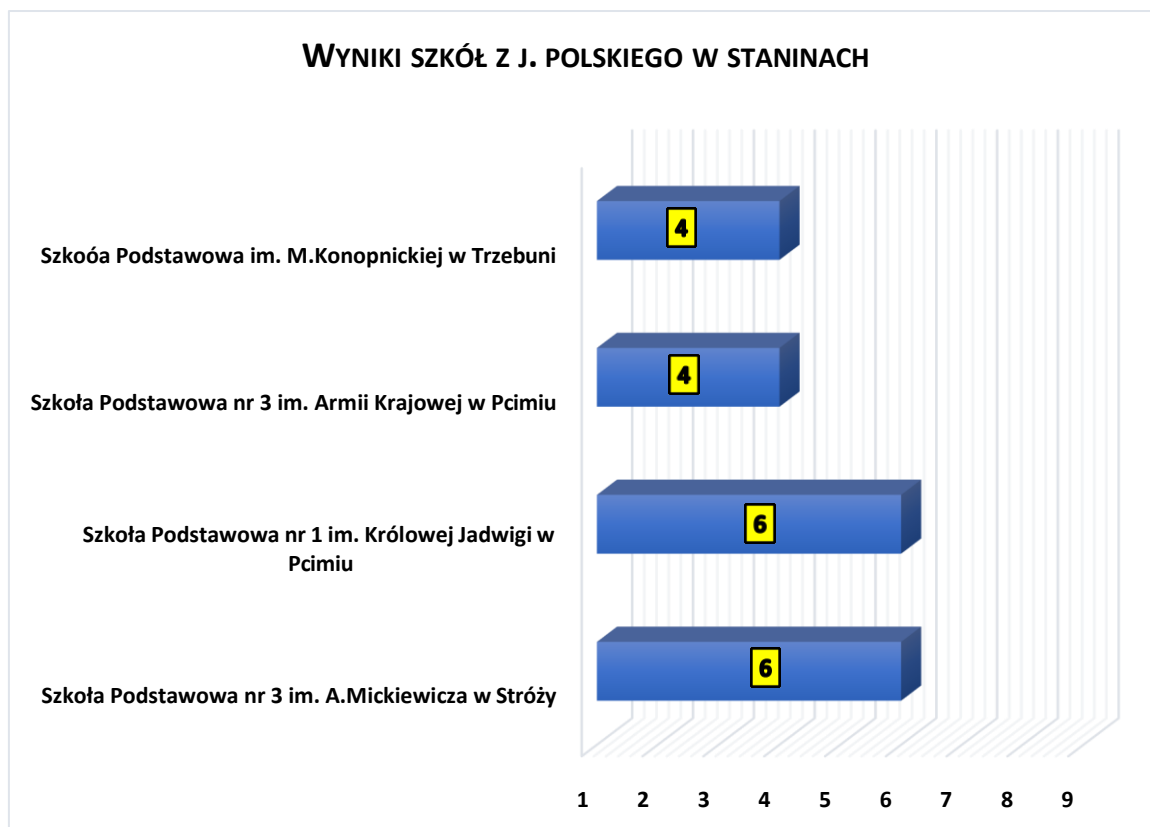 WYNIKI SZKÓŁ Z J. POLSKIEGO W STANINACH
4
Szkoóa Podstawowa im. M.Konopnickiej w Trzebuni
4
Szkoła Podstawowa nr 3 im. Armii Krajowej w Pcimiu
6
Szkoła Podstawowa nr 1 im. Królowej Jadwigi w
Pcimiu
6
Szkoła Podstawowa nr 3 im. A.Mickiewicza w Stróży
1 2 3 4 5 6 7 8 9